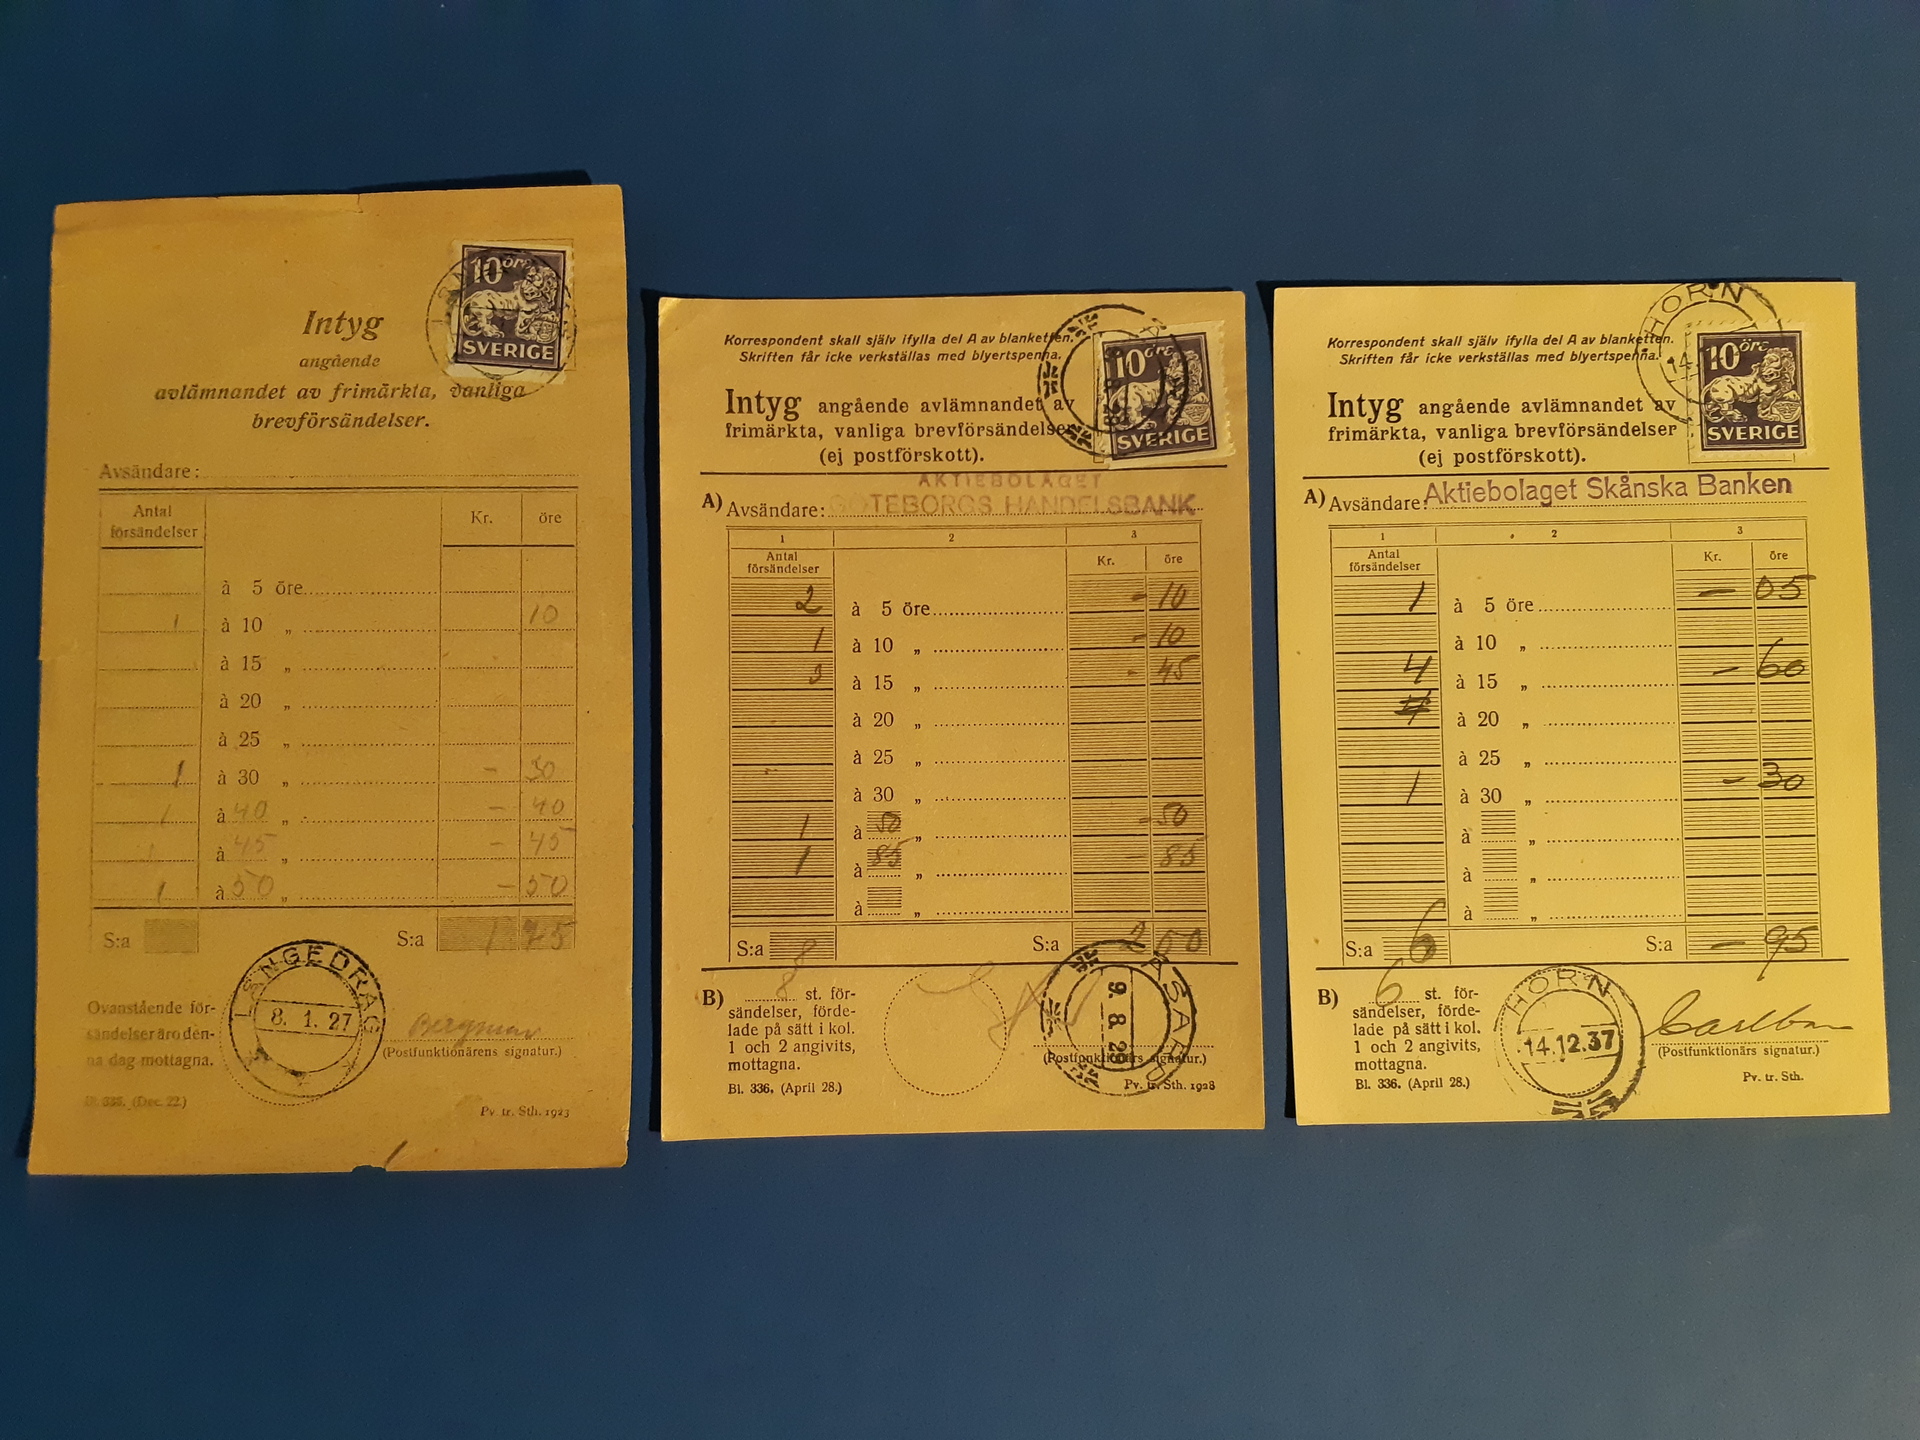 10 öre
SVERIGE
Intyg
angående
avlämnandet av frimärkta, vanliga
brevförsändelser.
Avsändare:
Antal
försändelser
Kr.
öre
à 5 öre
1 à 10 „ 10
à 15 „
à 20 „
à 25 „
1 à 30 „ - 30
1 à 40 „ - 40
1 à 45 „ - 45
1 à 50 „ - 50
S:a S:a 1 75
LÅNGEDRAG
8. 1. 27
Ovanstående för-
sändelser äro den-
na dag mottagna.
Bergman
(Postfunktionärens signatur.)
(Dec. 22.)
Pv. tr. Sth. 1923
Korrespondent skall själv ifylla del A av blanketten.
Skriften får icke verkställas med blyertspenna.
10 öre
SVERIGE
Intyg angående avlämnandet av
frimärkta, vanliga brevförsändelser
(ej postförskott).
AKTIEBOLAGET
A) Avsändare: GÖTEBORGS HANDELSBANK
1 2 3
Antal
försändelser
Kr. öre
2 à 5 öre - 10
1 à 10 „ - 10
3 à 15 „ - 45
à 20 „
à 25 „
à 30 „
1 à 50 „ - 50
1 à 85 „ - 85
à „
S:a 8 S:a 2 00
B) 8 st. för-
sändelser, förde-
lade på sätt i kol.
1 och 2 angivits,
mottagna.
9. 8. 28
(Postfunktionärs signatur.)
Bl. 336. (April 28.)
Pv. tr. Sth. 1928
Korrespondent skall själv ifylla del A av blanketten.
Skriften får icke verkställas med blyertspenna.
HORN
14.
10 öre
SVERIGE
Intyg angående avlämnandet av
frimärkta, vanliga brevförsändelser
(ej postförskott).
A) Avsändare: Aktiebolaget Skånska Banken
1 2 3
Antal
försändelser
Kr. öre
1 à 5 öre - 05
à 10 „
4 à 15 „ - 60
à 20 „
à 25 „
1 à 30 „ - 30
à „
à „
à „
S:a 6 S:a - 95
B) 6 st. för-
sändelser, förde-
lade på sätt i kol.
1 och 2 angivits,
mottagna.
HORN
14.12.37
(Postfunktionärs signatur.)
Bl. 336. (April 28.)
Pv. tr. Sth.